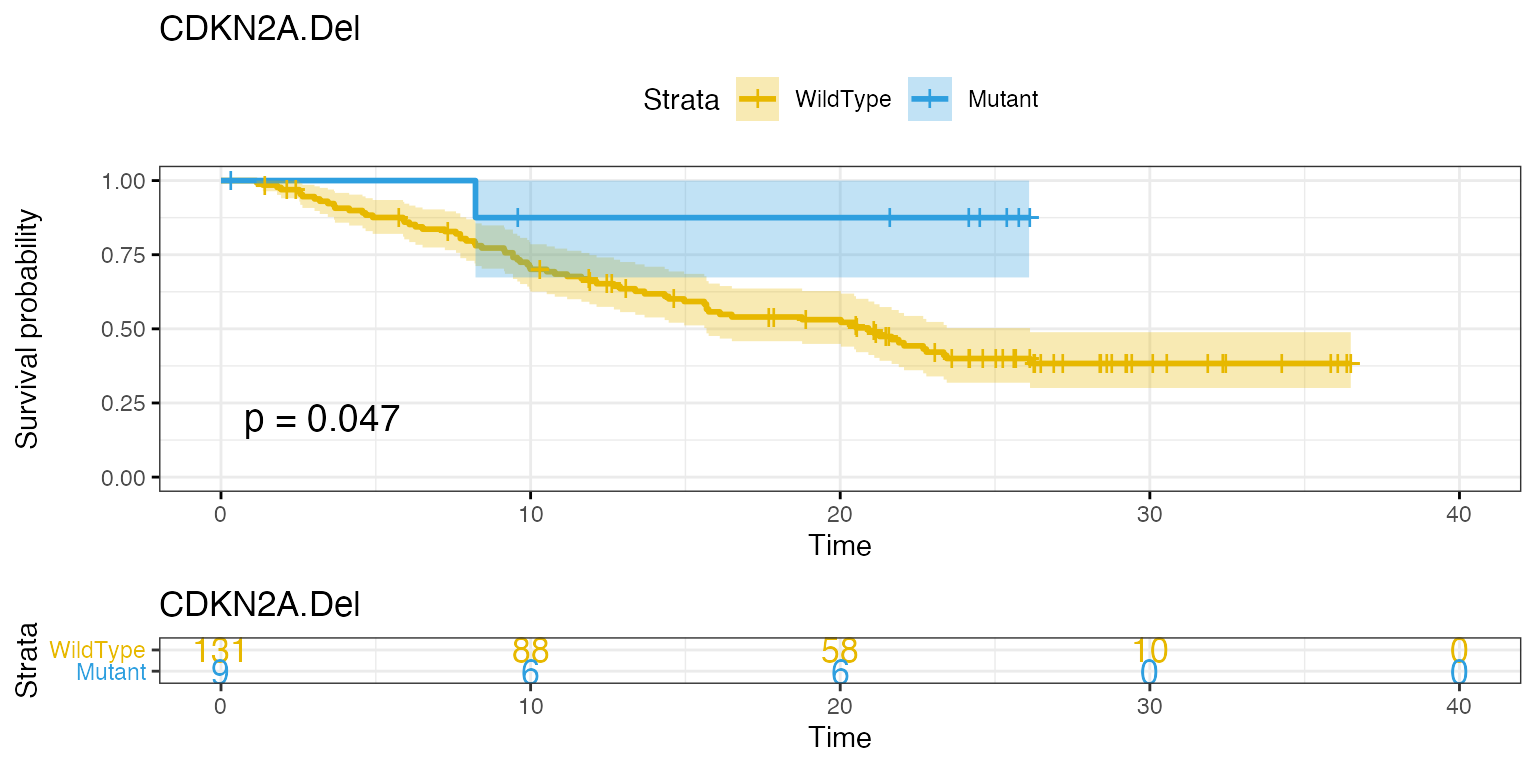 CDKN2A.Del
Strata WildType Mutant
Survival probability
1.00
0.75
0.50
0.25
0.00
p = 0.047
0 10 20 30 40
Time
CDKN2A.Del
Strata
WildType 131 88 58 10 0
Mutant 9 6 6 0 0
0 10 20 30 40
Time